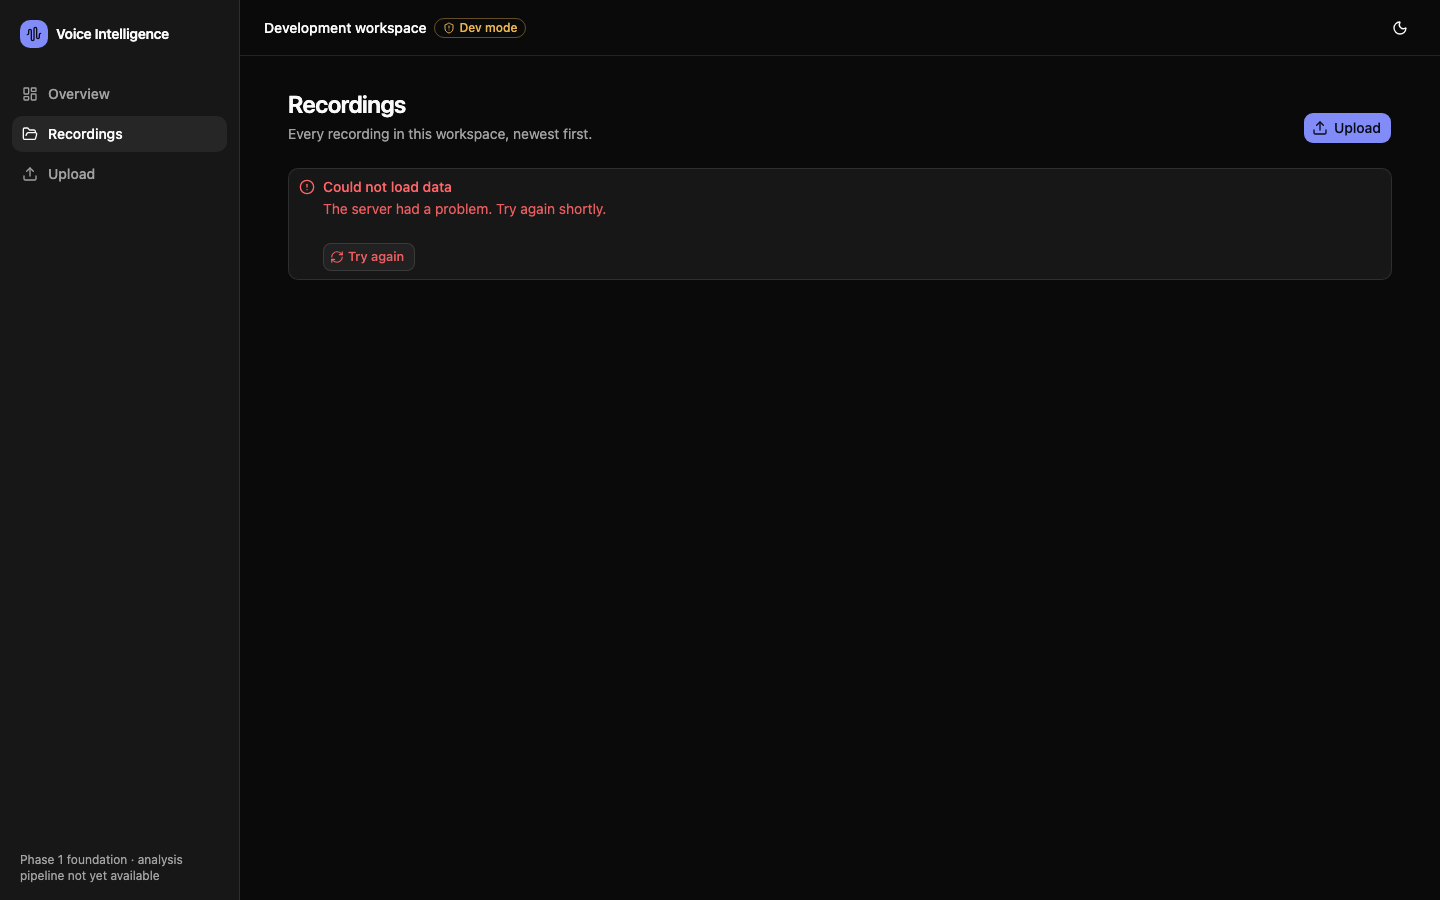 Voice Intelligence
Overview
Recordings
Upload
Phase 1 foundation · analysis
pipeline not yet available
Development workspace
Dev mode
Recordings
Every recording in this workspace, newest first.
Upload
Could not load data
The server had a problem. Try again shortly.
Try again